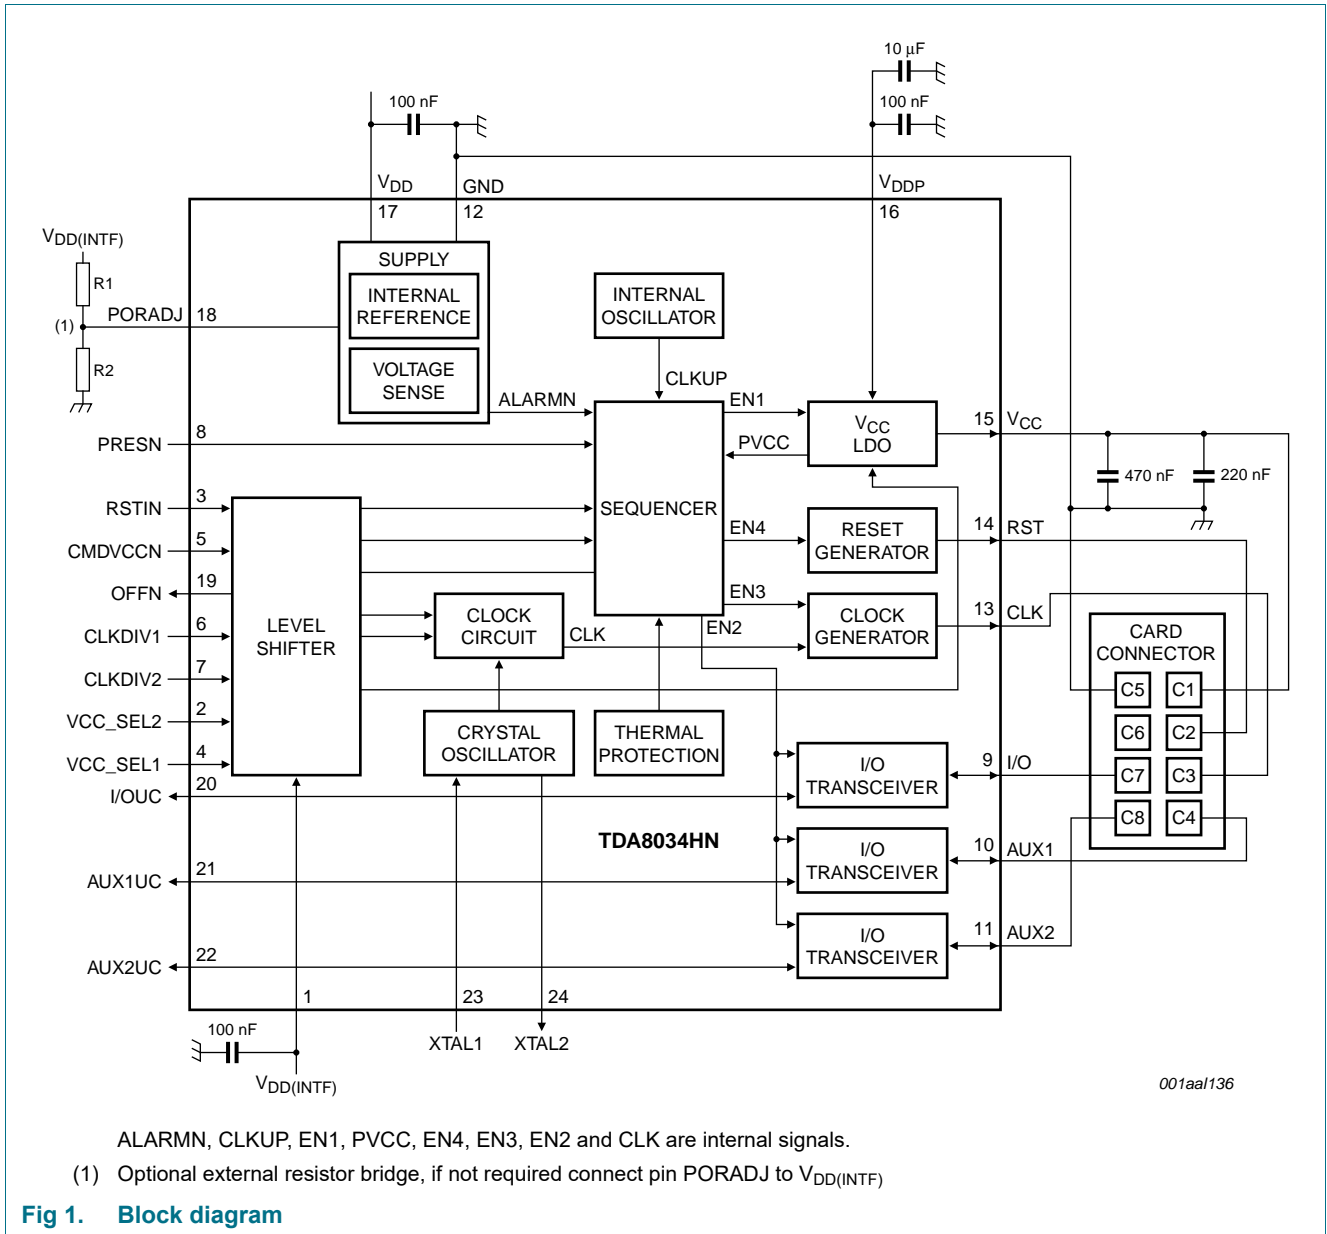 10 μF
100 nF
100 nF
VDD
GND
VDDP
17
12
16
VDD(INTF)
R1
(1)
R2
PORADJ
18
SUPPLY
INTERNAL
REFERENCE
VOLTAGE
SENSE
INTERNAL
OSCILLATOR
CLKUP
ALARMN
EN1
PVCC
VCC
LDO
15
VCC
470 nF
220 nF
PRESN
8
RSTIN
3
CMDVCCN
5
OFFN
19
CLKDIV1
6
CLKDIV2
7
VCC_SEL2
2
VCC_SEL1
4
I/OUC
20
AUX1UC
21
AUX2UC
22
LEVEL
SHIFTER
SEQUENCER
EN4
RESET
GENERATOR
14
RST
EN3
CLOCK
GENERATOR
13
CLK
EN2
CLOCK
CIRCUIT
CLK
CRYSTAL
OSCILLATOR
THERMAL
PROTECTION
CARD
CONNECTOR
C5
C1
C6
C2
C7
C3
C8
C4
I/O
TRANSCEIVER
9
I/O
TDA8034HN
I/O
TRANSCEIVER
10
AUX1
I/O
TRANSCEIVER
11
AUX2
1
23
24
100 nF
VDD(INTF)
XTAL1
XTAL2
001aal136
ALARMN, CLKUP, EN1, PVCC, EN4, EN3, EN2 and CLK are internal signals.
(1) Optional external resistor bridge, if not required connect pin PORADJ to VDD(INTF)
Fig 1. Block diagram